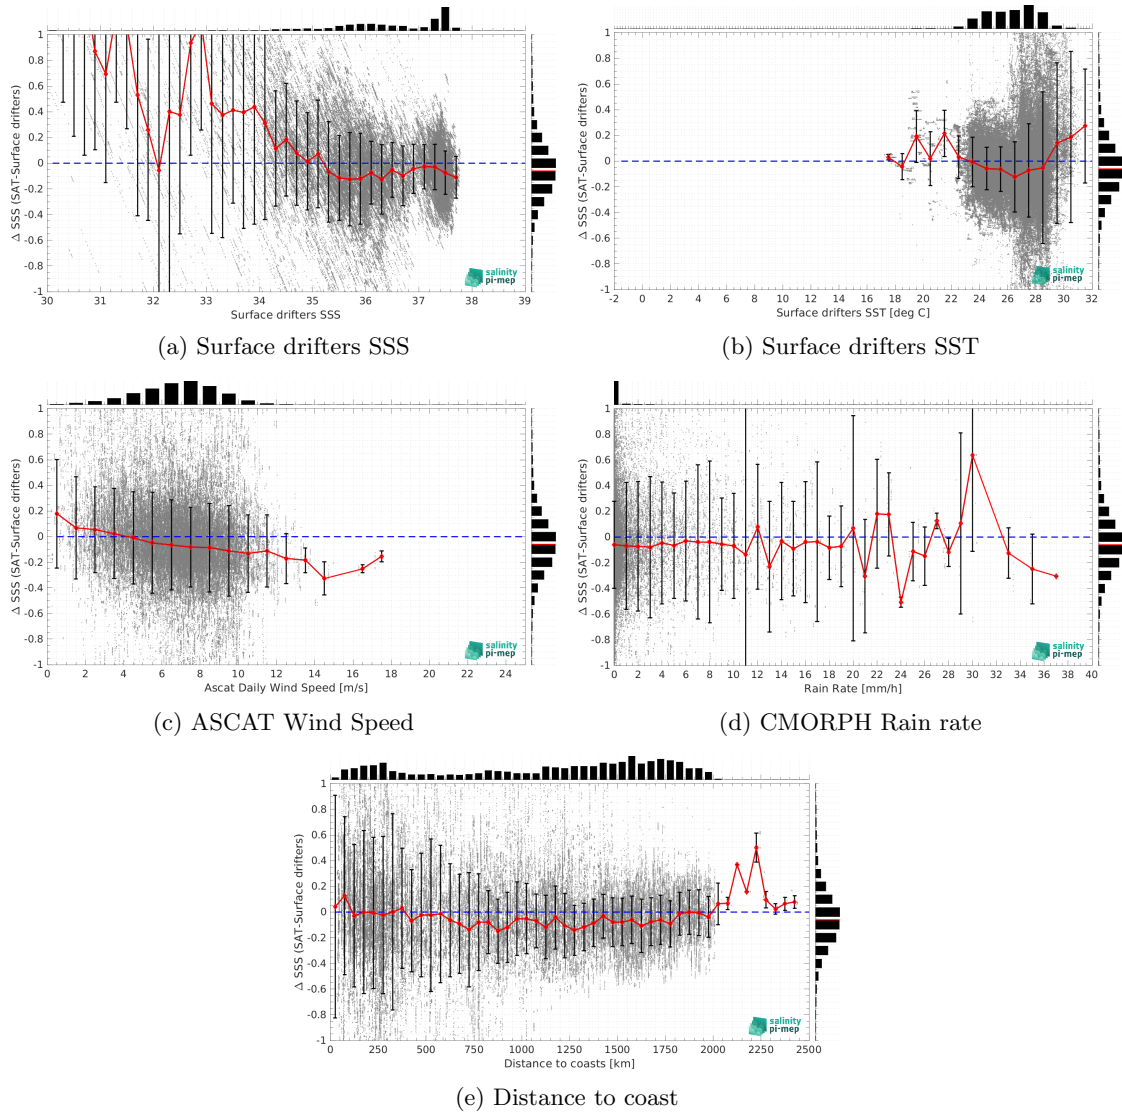 1
0.8
0.6
0.4
0.2
0
-0.2
-0.4
-0.6
-0.8
-1
Δ SSS (SAT-Surface drifters)
30 31 32 33 34 35 36 37 38 39
Surface drifters SSS
salinity
pi-mep
(a) Surface drifters SSS
1
0.8
0.6
0.4
0.2
0
-0.2
-0.4
-0.6
-0.8
-1
Δ SSS (SAT-Surface drifters)
-2 0 2 4 6 8 10 12 14 16 18 20 22 24 26 28 30 32
Surface drifters SST [deg C]
salinity
pi-mep
(b) Surface drifters SST
1
0.8
0.6
0.4
0.2
0
-0.2
-0.4
-0.6
-0.8
-1
Δ SSS (SAT-Surface drifters)
0 2 4 6 8 10 12 14 16 18 20 22 24
Ascat Daily Wind Speed [m/s]
salinity
pi-mep
(c) ASCAT Wind Speed
1
0.8
0.6
0.4
0.2
0
-0.2
-0.4
-0.6
-0.8
-1
Δ SSS (SAT-Surface drifters)
0 2 4 6 8 10 12 14 16 18 20 22 24 26 28 30 32 34 36 38 40
Rain Rate [mm/h]
salinity
pi-mep
(d) CMORPH Rain rate
1
0.8
0.6
0.4
0.2
0
-0.2
-0.4
-0.6
-0.8
-1
Δ SSS (SAT-Surface drifters)
0 250 500 750 1000 1250 1500 1750 2000 2250 2500
Distance to coasts [km]
salinity
pi-mep
(e) Distance to coast